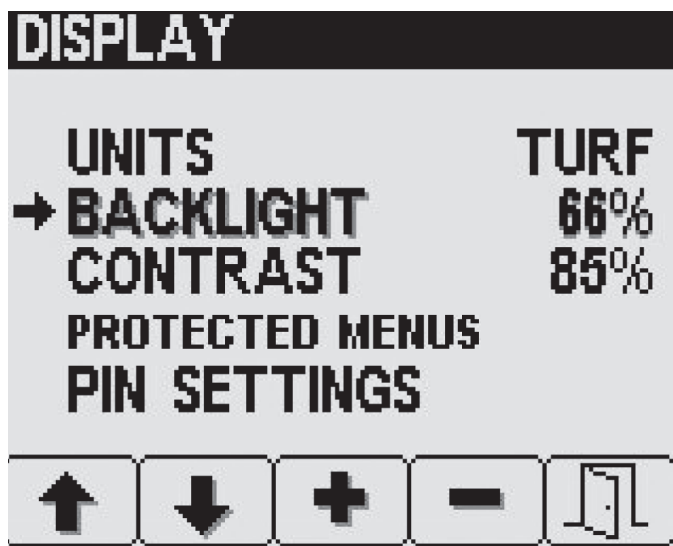 DISPLAY
UNITS TURF
BACKLIGHT 66%
CONTRAST 85%
PROTECTED MENUS
PIN SETTINGS